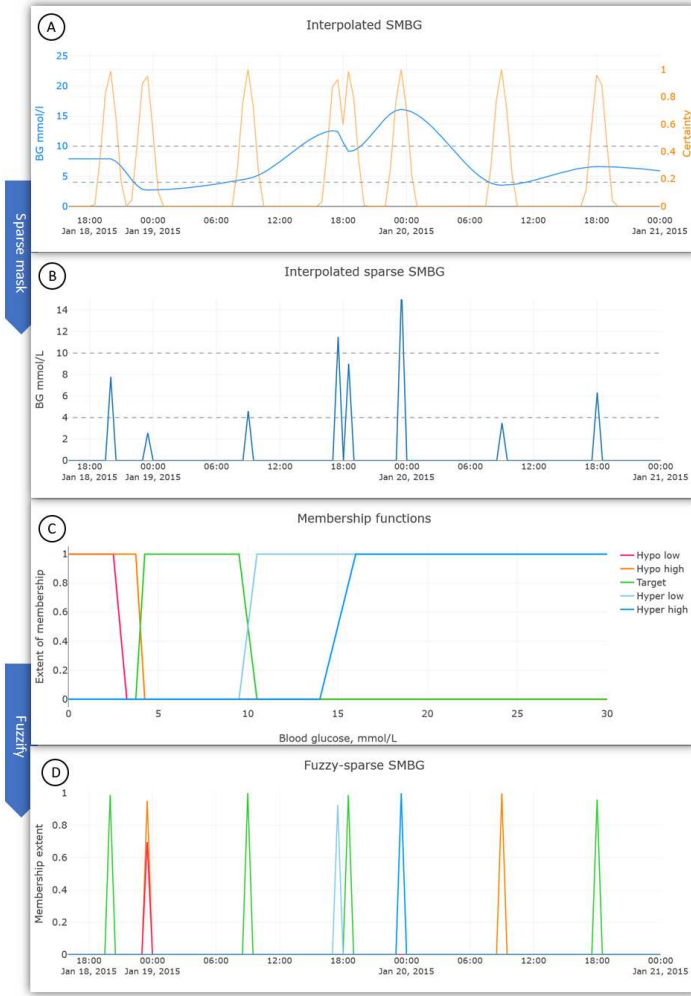 A
Interpolated SMBG
25
20
15
10
5
0
BG mmol/l
1
0.8
0.6
0.4
0.2
0
Certainty
18:00 00:00 06:00 12:00 18:00 00:00 06:00 12:00 18:00 00:00
Jan 18, 2015 Jan 19, 2015 Jan 20, 2015 Jan 21, 2015
Sparse mask
B
Interpolated sparse SMBG
14
12
10
8
6
4
2
0
BG mmol/L
18:00 00:00 06:00 12:00 18:00 00:00 06:00 12:00 18:00 00:00
Jan 18, 2015 Jan 19, 2015 Jan 20, 2015 Jan 21, 2015
C
Membership functions
1
0.8
0.6
0.4
0.2
0
Extent of membership
0 5 10 15 20 25 30
Blood glucose, mmol/L
Hypo low
Hypo high
Target
Hyper low
Hyper high
Fuzzify
D
Fuzzy-sparse SMBG
1
0.8
0.6
0.4
0.2
0
Membership extent
18:00 00:00 06:00 12:00 18:00 00:00 06:00 12:00 18:00 00:00
Jan 18, 2015 Jan 19, 2015 Jan 20, 2015 Jan 21, 2015